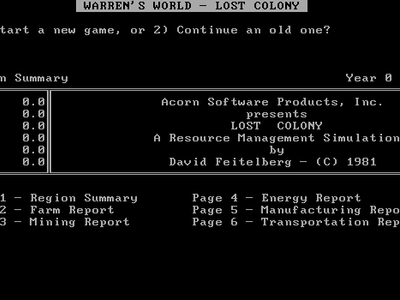 WARREN'S WORLD - LOST COLONY
tart a new game, or 2) Continue an old one?
n Summary Year 0
0.0 Acorn Software Products, Inc.
0.0 presents
0.0 LOST COLONY
0.0 A Resource Management Simulation
0.0 by
0.0 David Feitelberg - (C) 1981
1 - Region Summary Page 4 - Energy Report
2 - Farm Report Page 5 - Manufacturing Repo
3 - Mining Report Page 6 - Transportation Rep